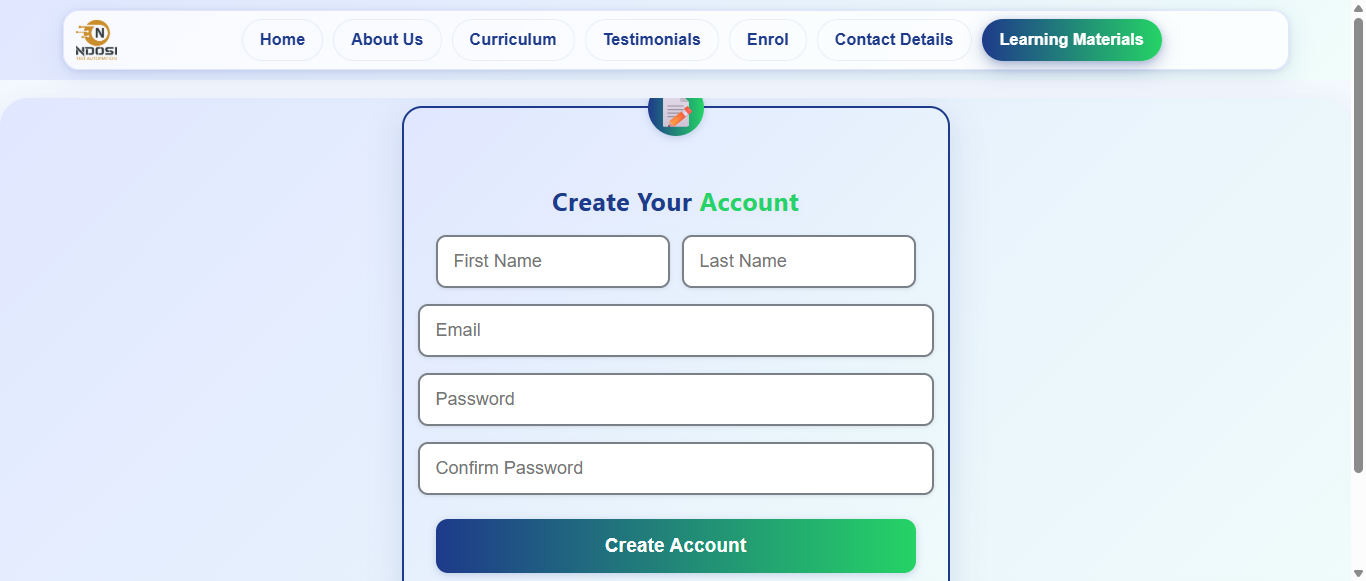 N
NDOSI
TEST AUTOMATION
Home
About Us
Curriculum
Testimonials
Enrol
Contact Details
Learning Materials
Create Your Account
First Name
Last Name
Email
Password
Confirm Password
Create Account